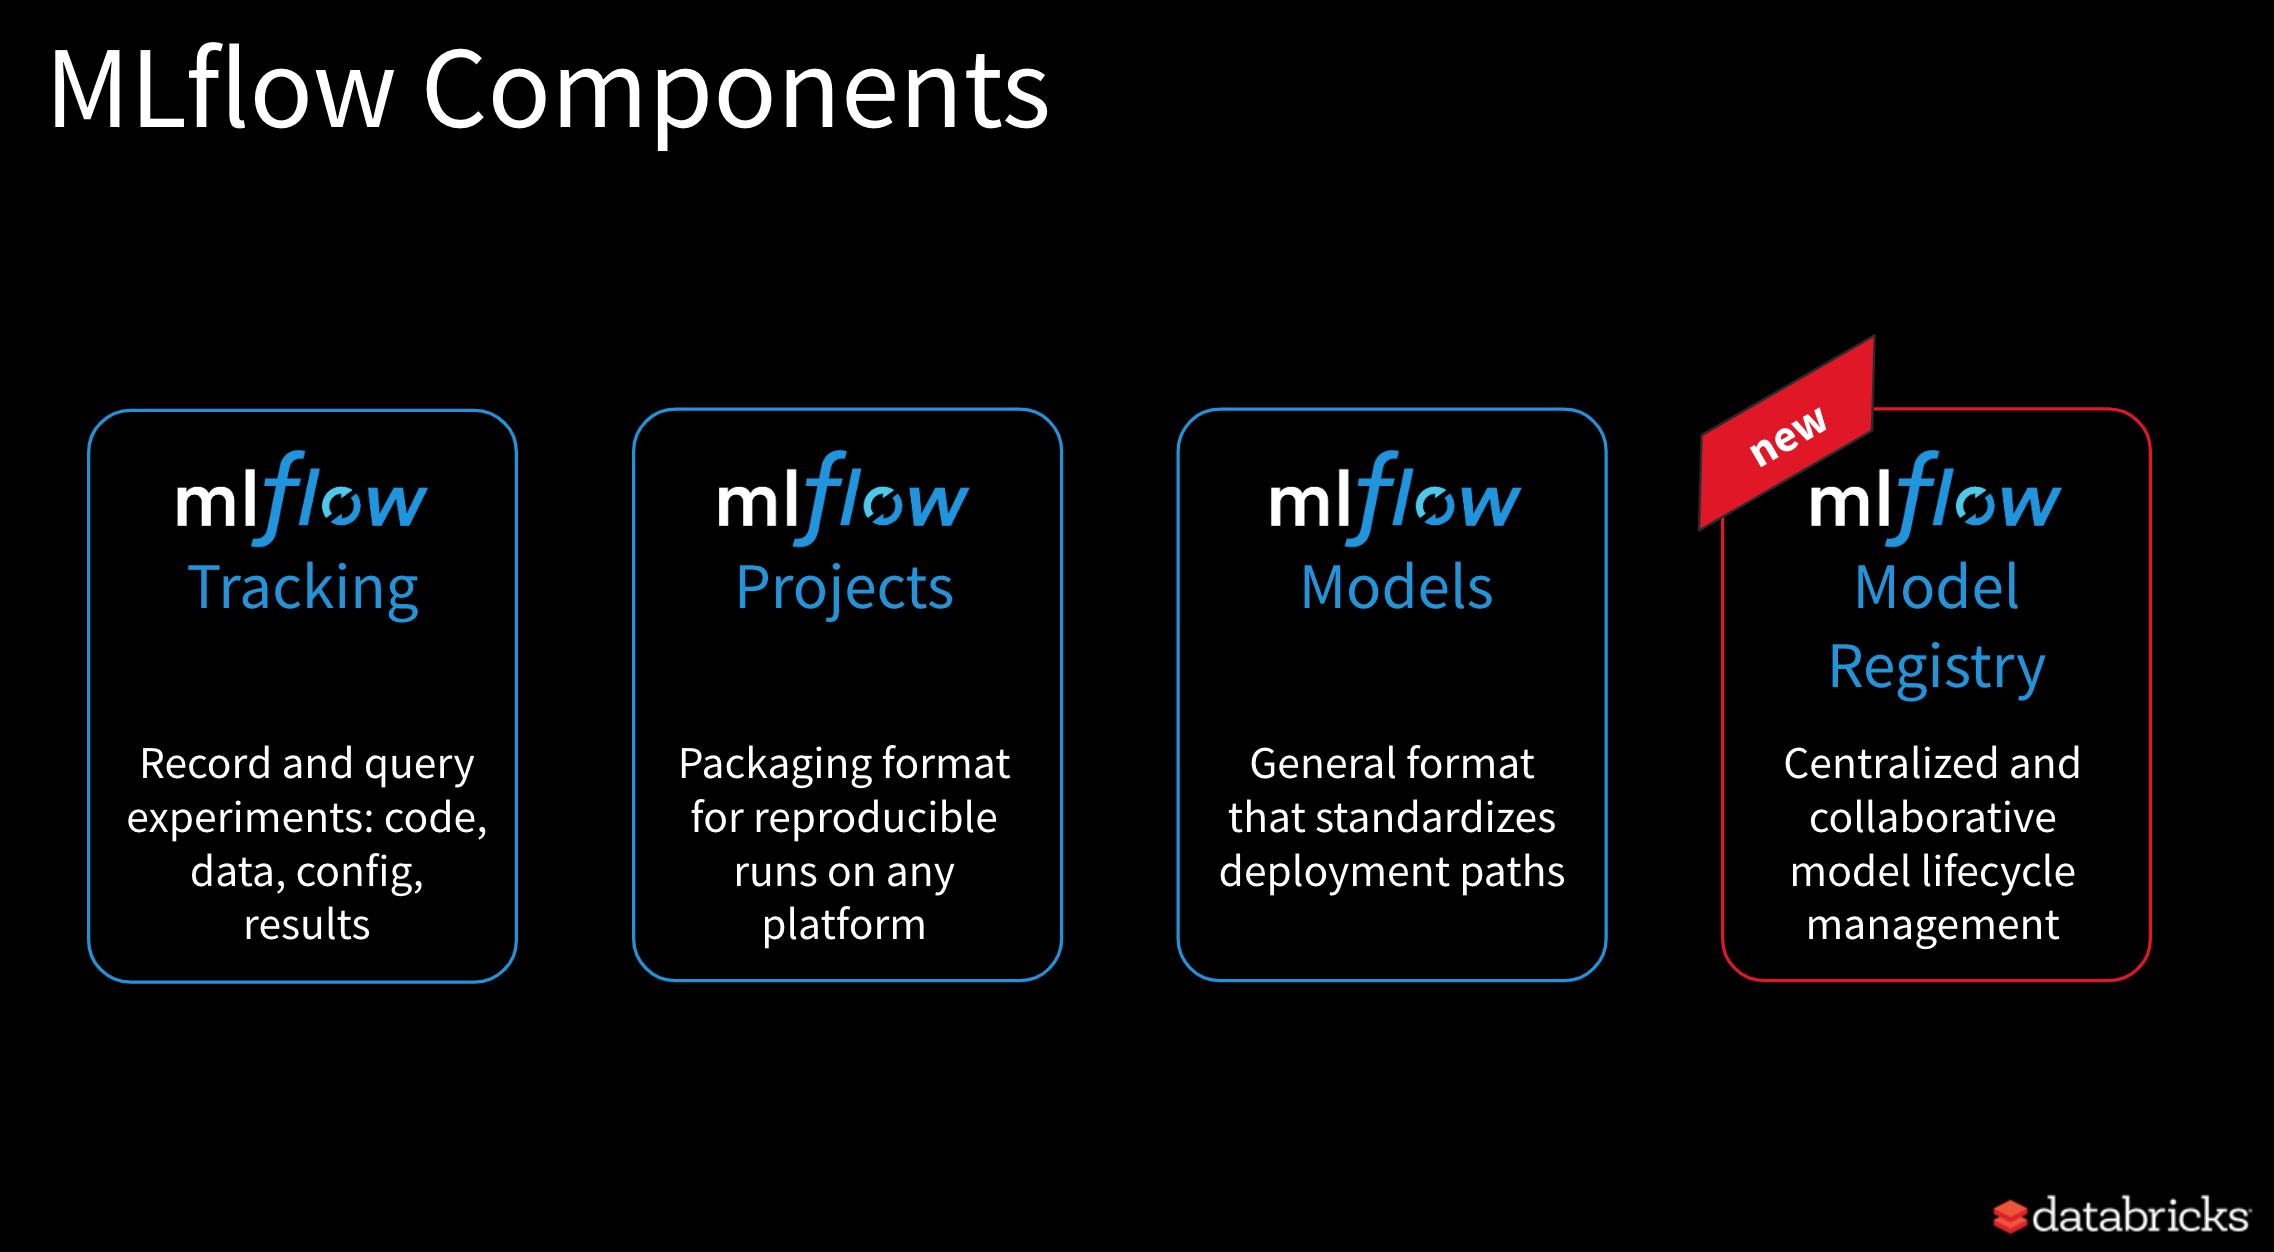 MLflow Components
mlflow
Tracking
Record and query
experiments: code,
data, config,
results
mlflow
Projects
Packaging format
for reproducible
runs on any
platform
mlflow
Models
General format
that standardizes
deployment paths
new
mlflow
Model
Registry
Centralized and
collaborative
model lifecycle
management
databricks